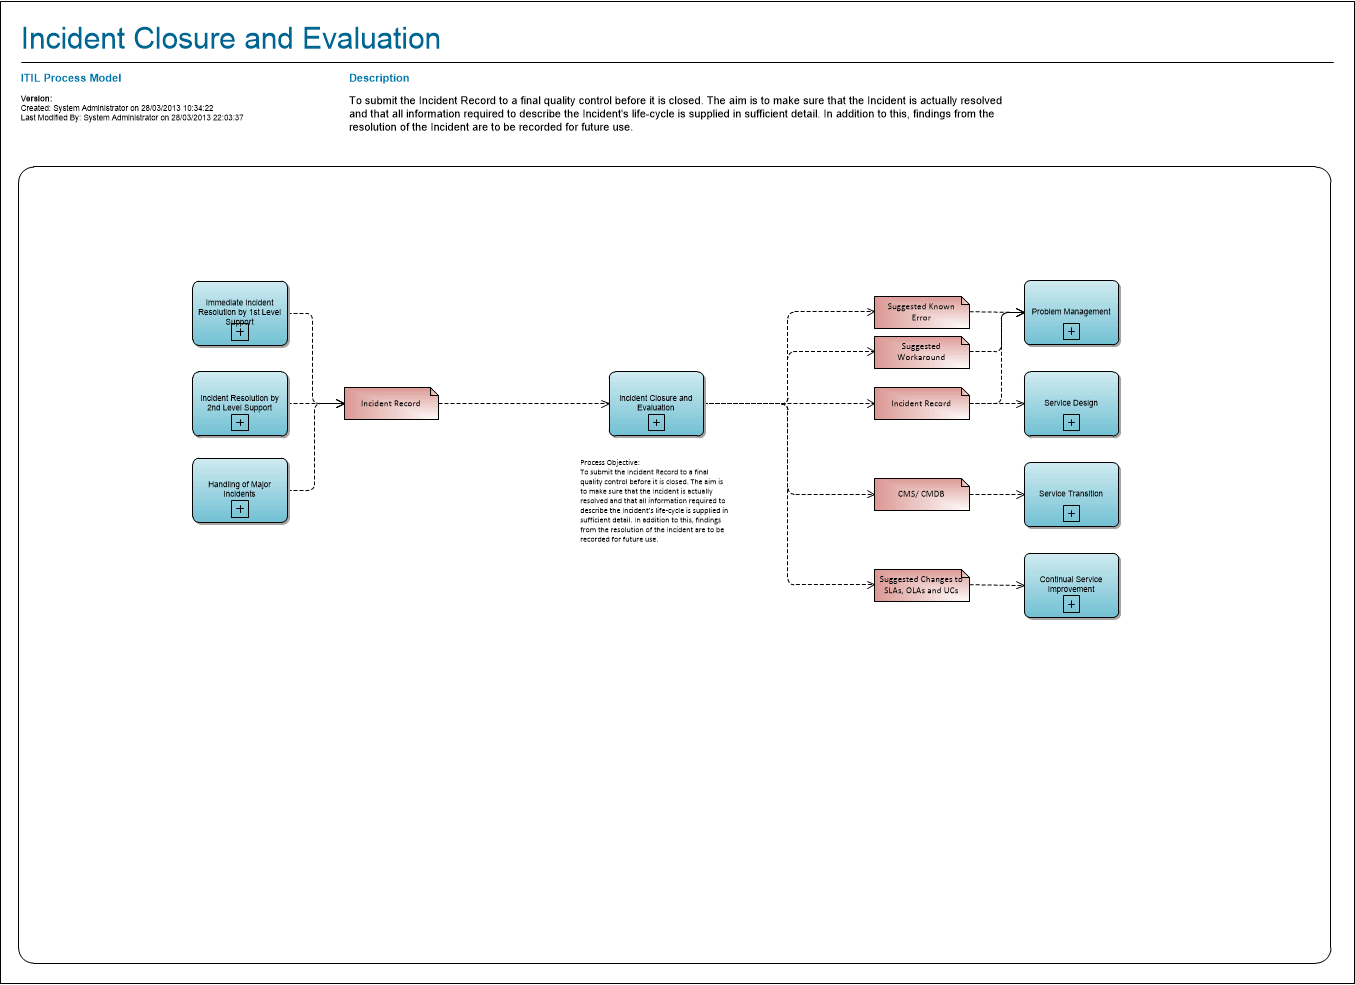 Incident Closure and Evaluation
ITIL Process Model
Version:
Created: System Administrator on 28/03/2013 10:34:22
Last Modified By: System Administrator on 28/03/2013 22:03:37
Description
To submit the Incident Record to a final quality control before it is closed. The aim is to make sure that the Incident is actually resolved
and that all information required to describe the Incident's life-cycle is supplied in sufficient detail. In addition to this, findings from the
resolution of the Incident are to be recorded for future use.
Immediate Incident
Resolution by 1st Level
Support
Incident Resolution by
2nd Level Support
Handling of Major
Incidents
Incident Record
Incident Closure and
Evaluation
Process Objective:
To submit the Incident Record to a final
quality control before it is closed. The aim is
to make sure that the Incident is actually
resolved and that all information required to
describe the Incident's life-cycle is supplied in
sufficient detail. In addition to this, findings
from the resolution of the Incident are to be
recorded for future use.
Suggested Known
Error
Suggested
Workaround
Incident Record
CMS/ CMDB
Suggested Changes to
SLAs, OLAs and UCs
Problem Management
Service Design
Service Transition
Continual Service
Improvement